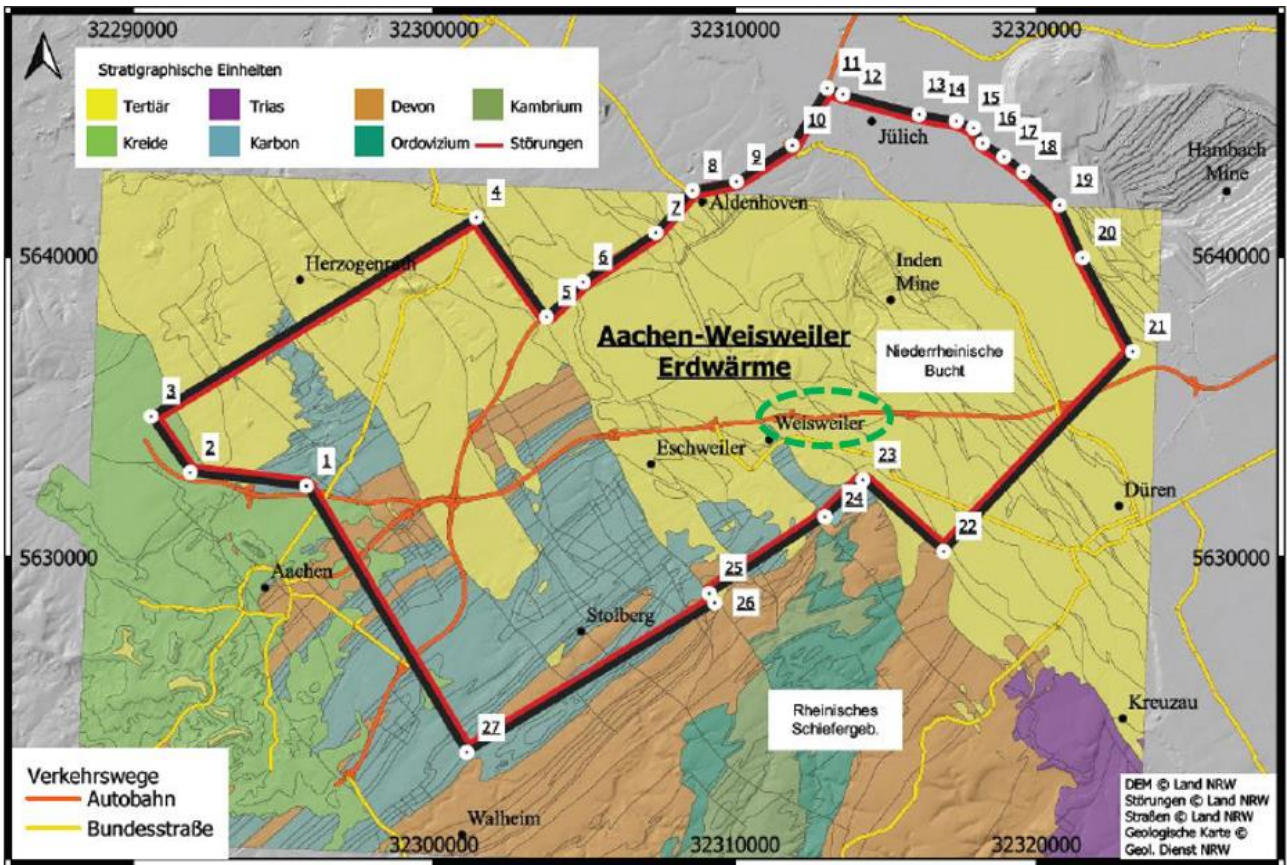 32290000
32300000
32310000
32320000
Stratigraphische Einheiten
Tertiär
Trias
Devon
Kambrium
Kreide
Karbon
Ordovizium
Störungen
11
12
13
14
15
16
17
18
19
20
21
10
9
8
7
6
5
4
Jülich
Hambach
Mine
Aldenhoven
5640000
5640000
Herzogenrath
Inden
Mine
Aachen-Weisweiler
Erdwärme
Niederrheinische
Bucht
3
2
1
Weisweiler
Eschweiler
23
24
22
Düren
5630000
5630000
Aachen
25
26
Stolberg
27
Rheinisches
Schiefergeb.
Kreuzau
Walheim
Verkehrswege
Autobahn
Bundesstraße
DEM © Land NRW
Störungen © Land NRW
Straßen © Land NRW
Geologische Karte ©
Geol. Dienst NRW
32300000
32310000
32320000